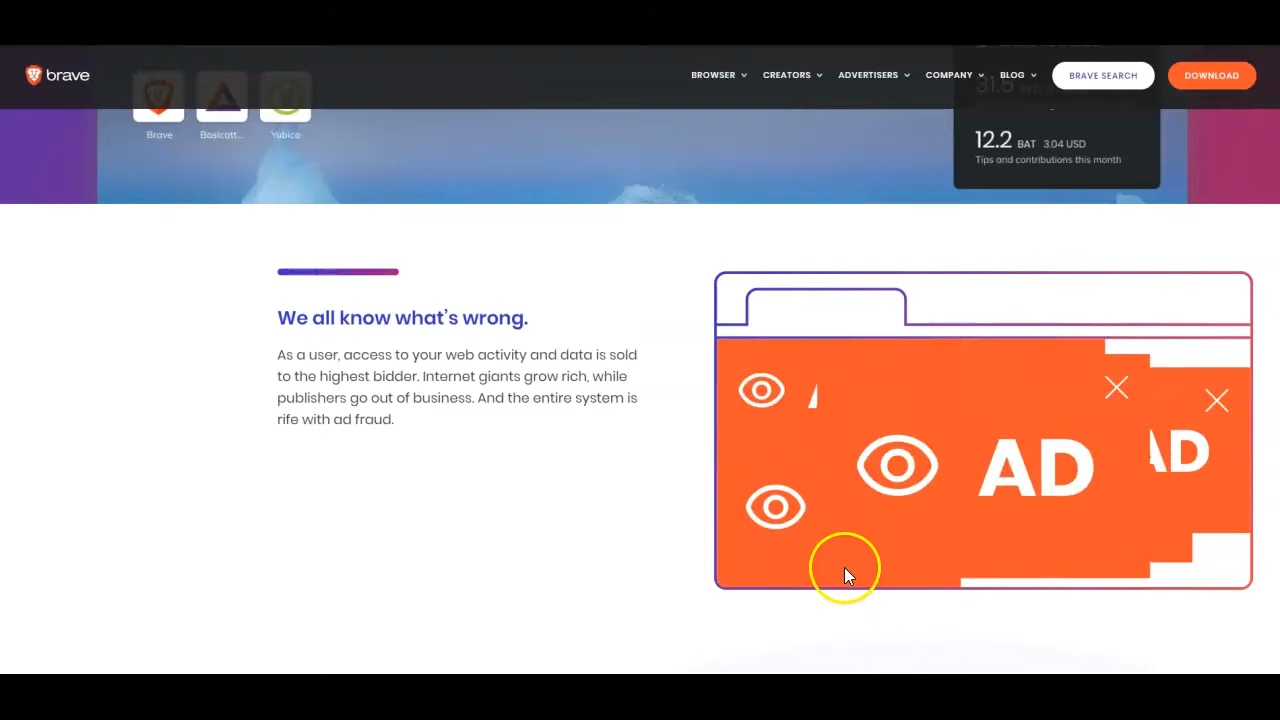 brave
BROWSER
CREATORS
ADVERTISERS
COMPANY
BLOG
BRAVE SEARCH
DOWNLOAD
31.5
Brave
Basicatt...
Yubico
12.2 BAT 3.04 USD
Tips and contributions this month
We all know what's wrong.
As a user, access to your web activity and data is sold
to the highest bidder. Internet giants grow rich, while
publishers go out of business. And the entire system is
rife with ad fraud.
AD
AD